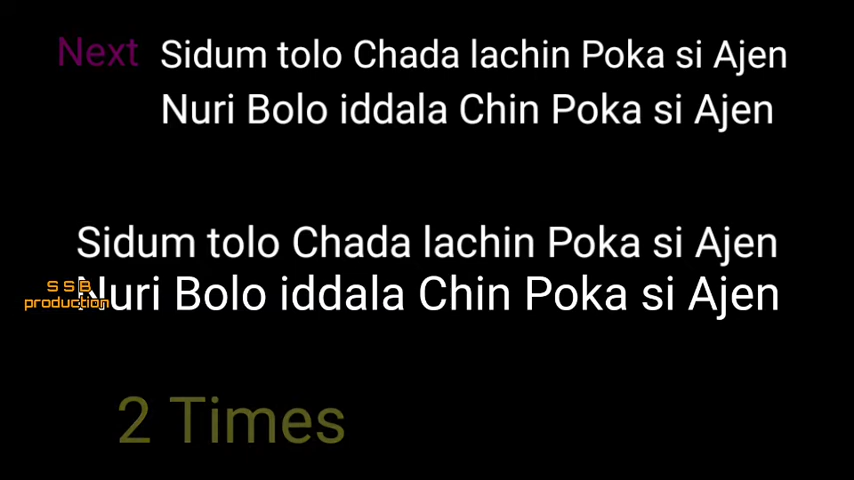 Next Sidum tolo Chada lachin Poka si Ajen
Nuri Bolo iddala Chin Poka si Ajen
Sidum tolo Chada lachin Poka si Ajen
Nuri Bolo iddala Chin Poka si Ajen
S S B
production
2 Times